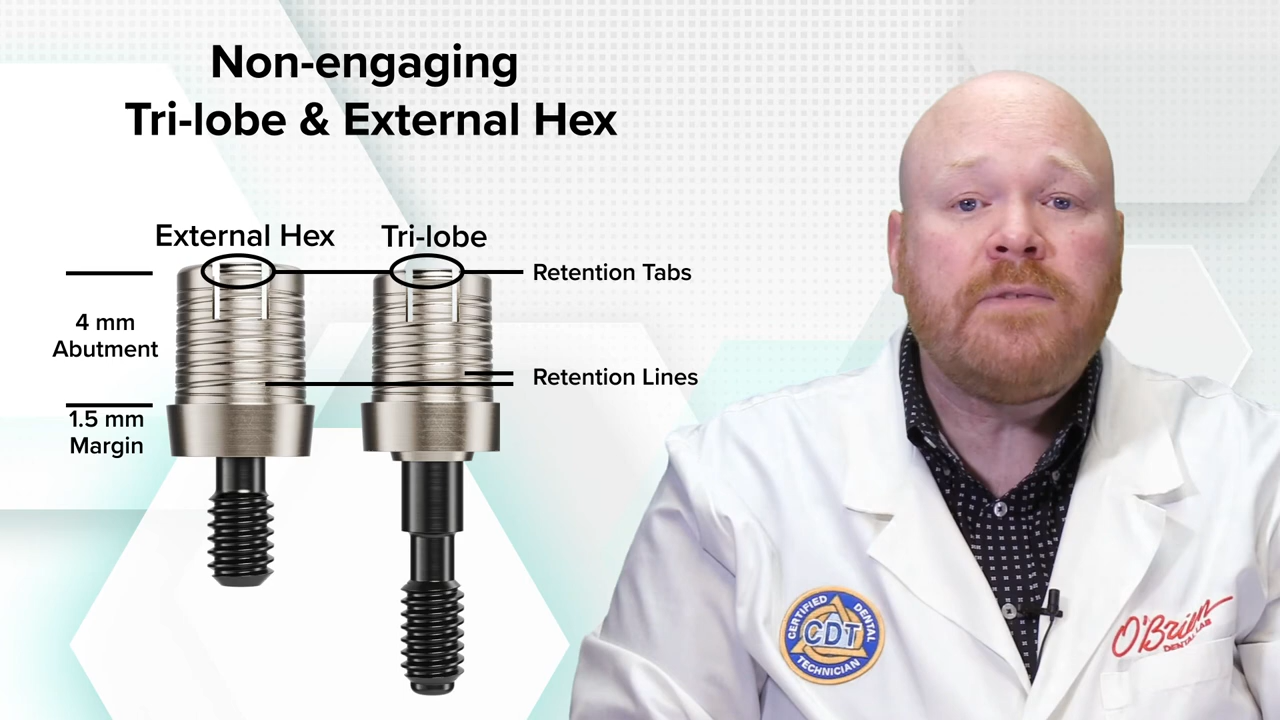 Non-engaging
Tri-lobe & External Hex
External Hex
Tri-lobe
Retention Tabs
4 mm
Abutment
Retention Lines
1.5 mm
Margin
CERTIFIED DENTAL
CDT
TECHNICIAN
O'Brien
DENTAL LAB